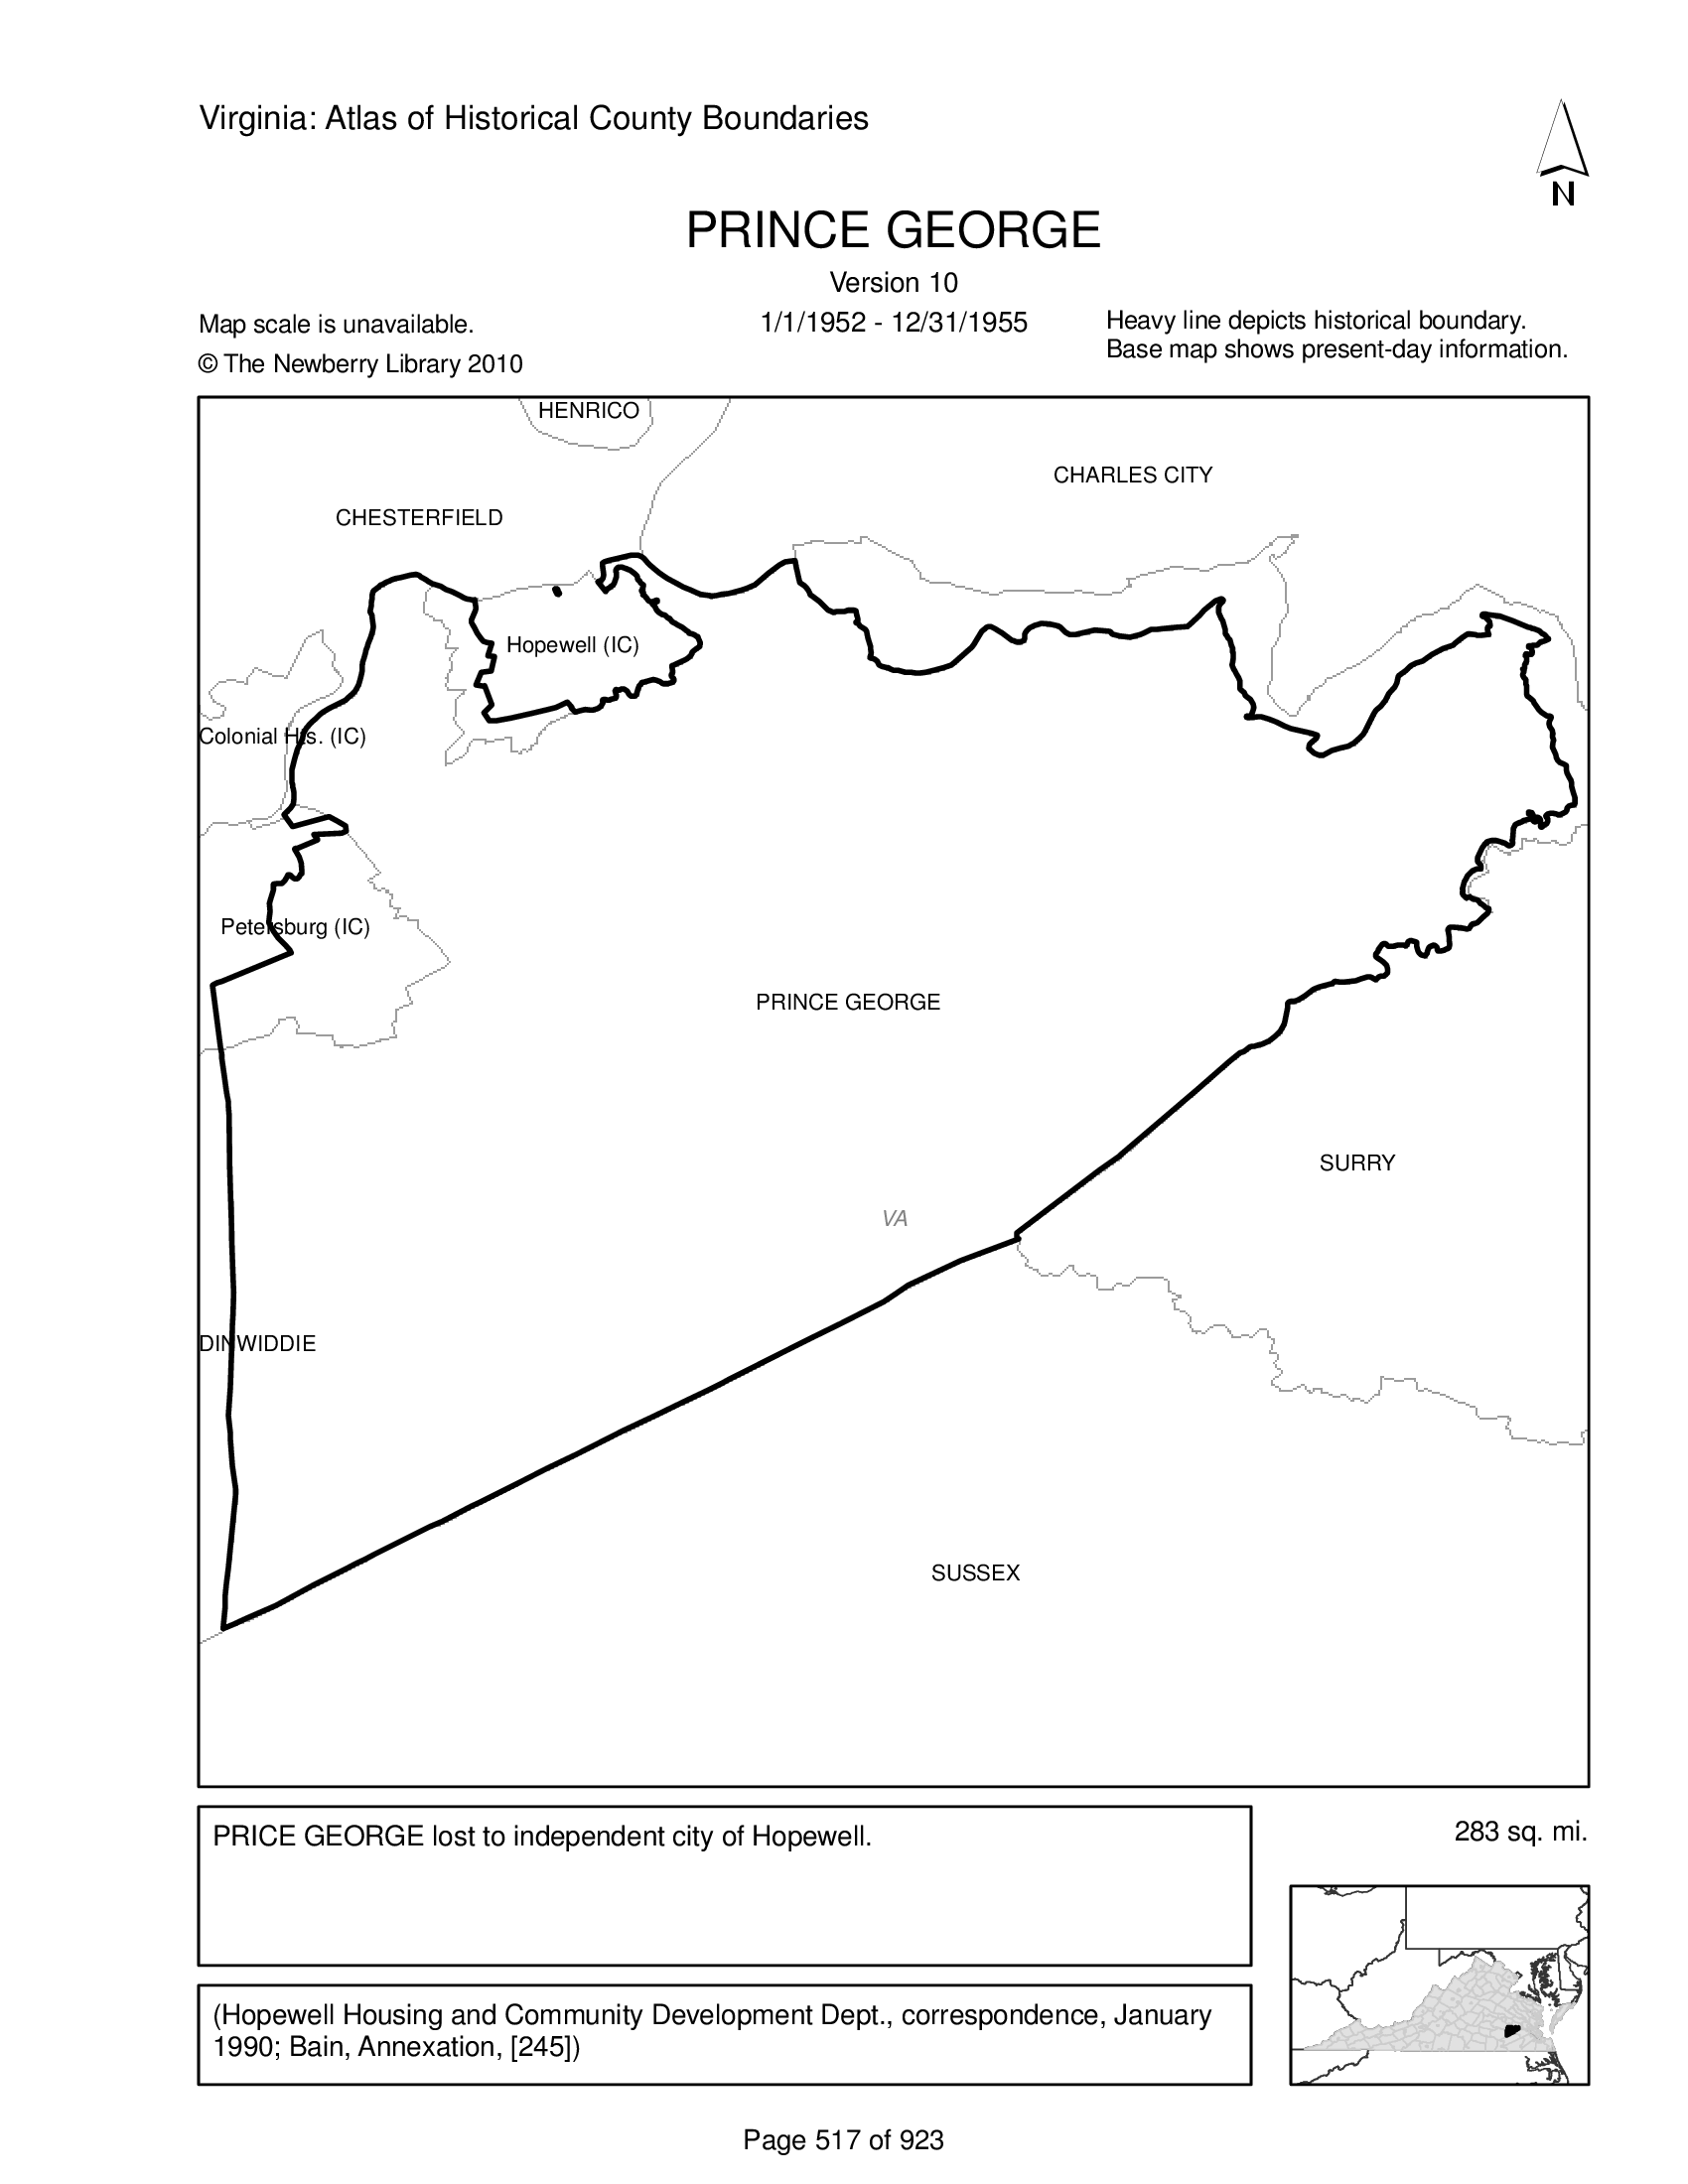 Virginia: Atlas of Historical County Boundaries
N
PRINCE GEORGE
Version 10
Map scale is unavailable.
1/1/1952 - 12/31/1955
Heavy line depicts historical boundary.
© The Newberry Library 2010
Base map shows present-day information.
HENRICO
CHARLES CITY
CHESTERFIELD
Hopewell (IC)
Colonial Hts. (IC)
Petersburg (IC)
PRINCE GEORGE
SURRY
VA
DINWIDDIE
SUSSEX
PRICE GEORGE lost to independent city of Hopewell.
283 sq. mi.
(Hopewell Housing and Community Development Dept., correspondence, January
1990; Bain, Annexation, [245])
Page 517 of 923